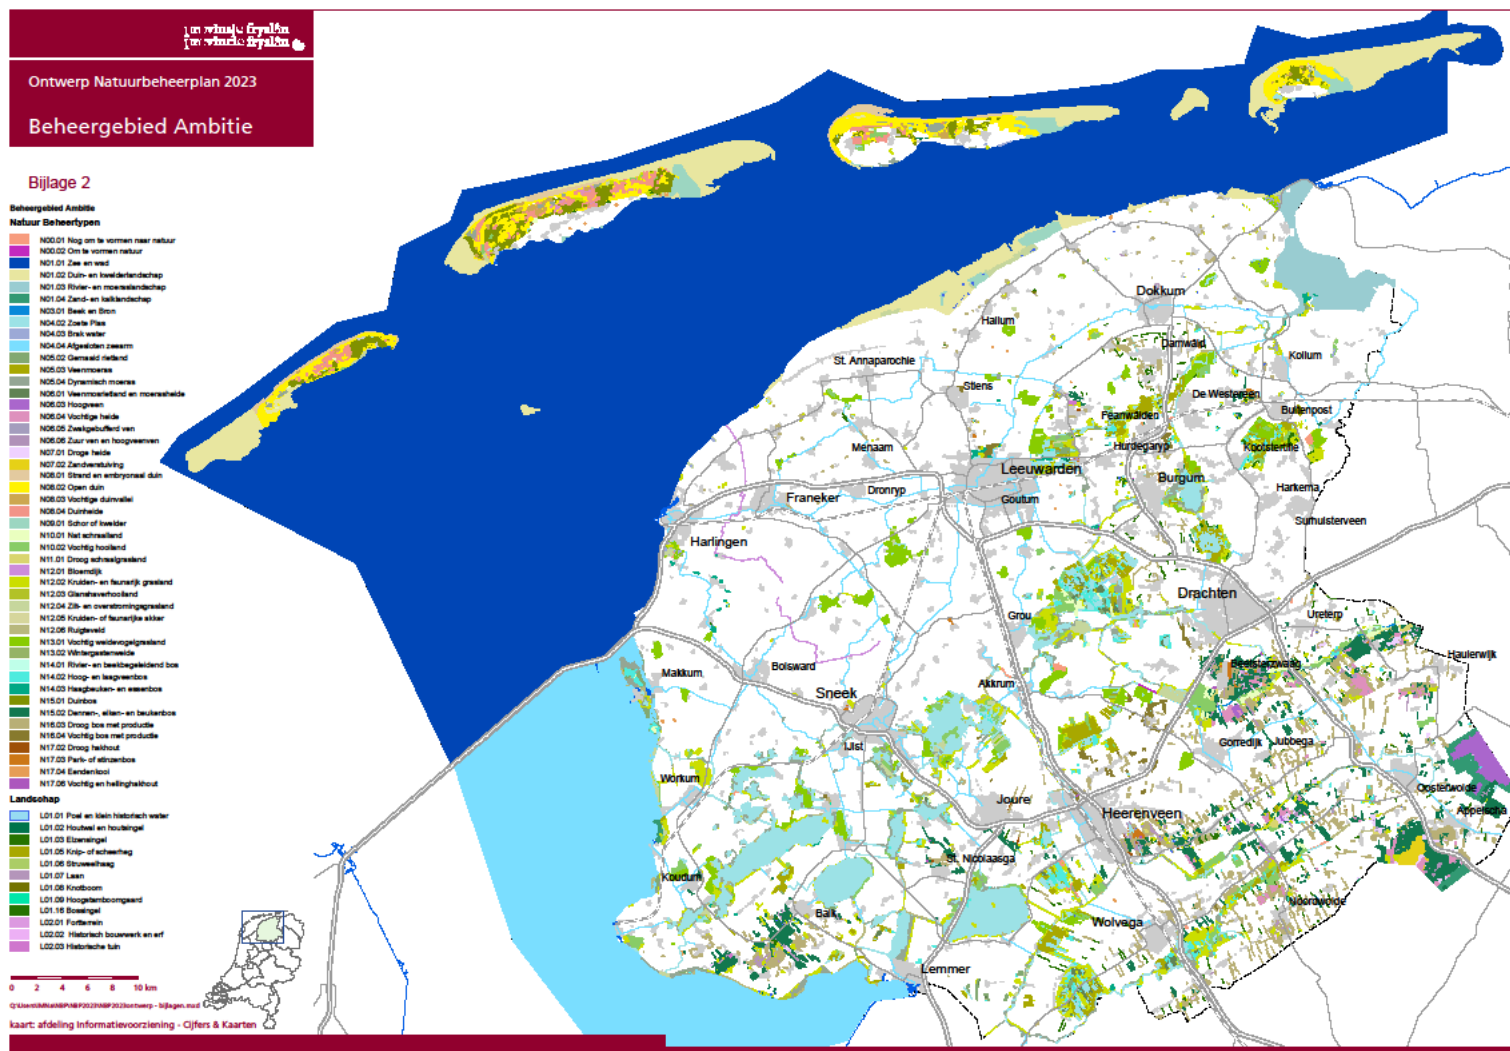 provinsje fryslân
provincie fryslân
Ontwerp Natuurbeheerplan 2023
Beheergebied Ambitie
Bijlage 2
Beheergebied Ambitie
Natuur Beheertypen
N00.01 Nog om te vormen naar natuur
N00.02 Om te vormen natuur
N01.01 Zee en wad
N01.02 Duin- en kwelderlandschap
N01.03 Rivier- en moeraslandschap
N01.04 Zand- en kalklandschap
N03.01 Beek en Bron
N04.02 Zoete Plas
N04.03 Brak water
N04.04 Afgesloten zeearm
N05.02 Gemaaid rietland
N05.03 Veenmoeras
N05.04 Dynamisch moeras
N06.01 Veenmosrietland en moerasheide
N06.03 Hoogveen
N06.04 Vochtige heide
N06.05 Zwakgebufferd ven
N06.06 Zuur ven en hoogveenven
N07.01 Droge heide
N07.02 Zandverstuiving
N08.01 Strand en embryonaal duin
N08.02 Open duin
N08.03 Vochtige duinvallei
N08.04 Duinheide
N09.01 Schor of kwelder
N10.01 Nat schraalland
N10.02 Vochtig hooiland
N11.01 Droog schraalgrasland
N12.01 Bloemdijk
N12.02 Kruiden- en faunarijk grasland
N12.03 Glanshaverhooiland
N12.04 Zilt- en overstromingsgrasland
N12.05 Kruiden- of faunarijke akker
N12.06 Ruigteveld
N13.01 Vochtig weidevogelgrasland
N13.02 Wintergastenweide
N14.01 Rivier- en beekbegeleidend bos
N14.02 Hoog- en laagveenbos
N14.03 Haagbeuken- en essenbos
N15.01 Duinbos
N15.02 Dennen-, eiken- en beukenbos
N16.03 Droog bos met productie
N16.04 Vochtig bos met productie
N17.02 Droog hakhout
N17.03 Park- of stinzenbos
N17.04 Eendenkooi
N17.06 Vochtig en hellinghakhout
Landschap
L01.01 Poel en klein historisch water
L01.02 Houtwal en houtsingel
L01.03 Elzensingel
L01.05 Knip- of scheerheg
L01.06 Struweelhaag
L01.07 Laan
L01.08 Knotboom
L01.09 Hoogstamboomgaard
L01.16 Bossingel
L02.01 Fortterrein
L02.02 Historisch bouwwerk en erf
L02.03 Historische tuin
0 2 4 6 8 10 km
kaart: afdeling Informatievoorziening - Cijfers & Kaarten
Dokkum
Hallum
Damwald
Kollum
St. Annaparochie
Stiens
De Westereen
Buitenpost
Feanwâlden
Hurdegaryp
Kootstertille
Menaam
Leeuwarden
Burgum
Harkema
Dronryp
Franeker
Goutum
Surhuisterveen
Harlingen
Drachten
Grou
Ureterp
Haulerwijk
Beetsterzwaag
Bolsward
Makkum
Akkrum
Sneek
IJlst
Gorredijk
Jubbega
Workum
Oosterwolde
Joure
Heerenveen
Appelscha
St. Nicolaasga
Koudum
Noordwolde
Balk
Wolvega
Lemmer